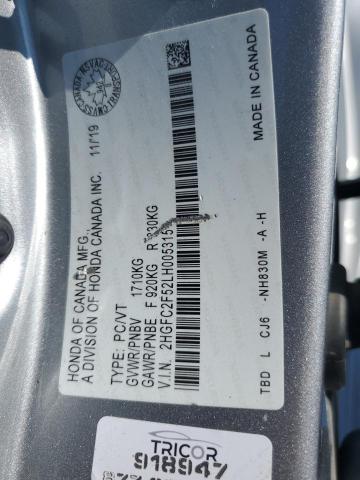 HONDA OF CANADA MFG.
A DIVISION OF HONDA CANADA INC. 11/19
TYPE: PC/VT
GVWR/PNBV 1710KG
GAWR/PNBE F 920KG R 830KG
V.I.N. 2HGFC2F52LH005315
MADE IN CANADA
TBD L CJ6 -NH830M -A -H
TRICOR
918947